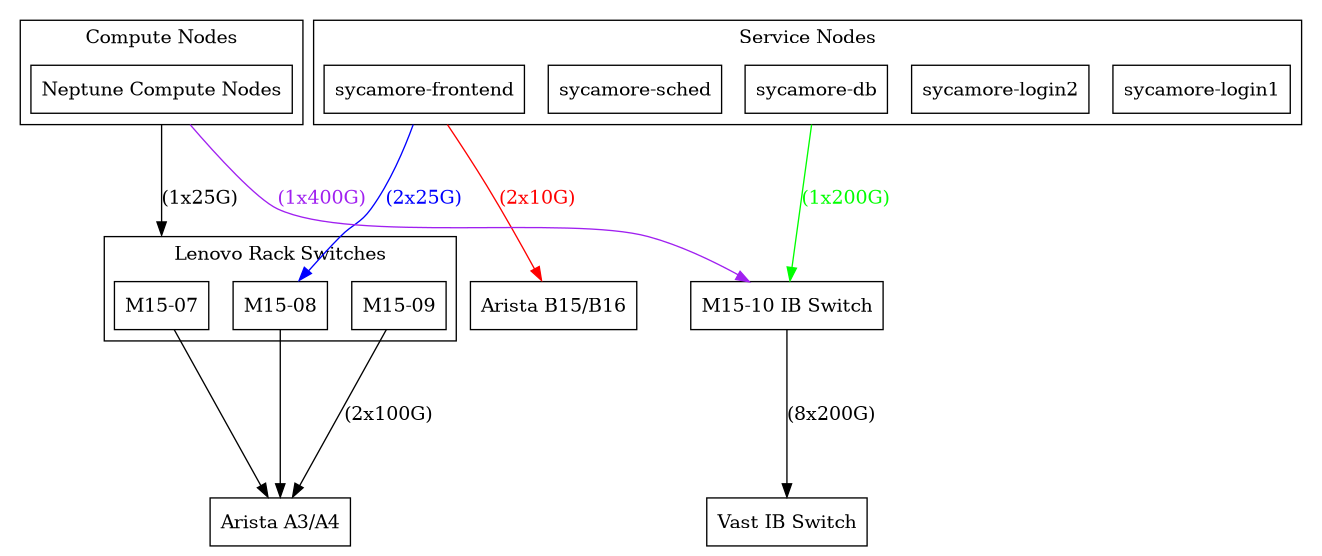 Compute Nodes
Service Nodes
Neptune Compute Nodes
sycamore-frontend
sycamore-sched
sycamore-db
sycamore-login2
sycamore-login1
(1x25G)
(1x400G)
(2x25G)
(2x10G)
(1x200G)
Lenovo Rack Switches
M15-07
M15-08
M15-09
Arista B15/B16
M15-10 IB Switch
(2x100G)
(8x200G)
Arista A3/A4
Vast IB Switch